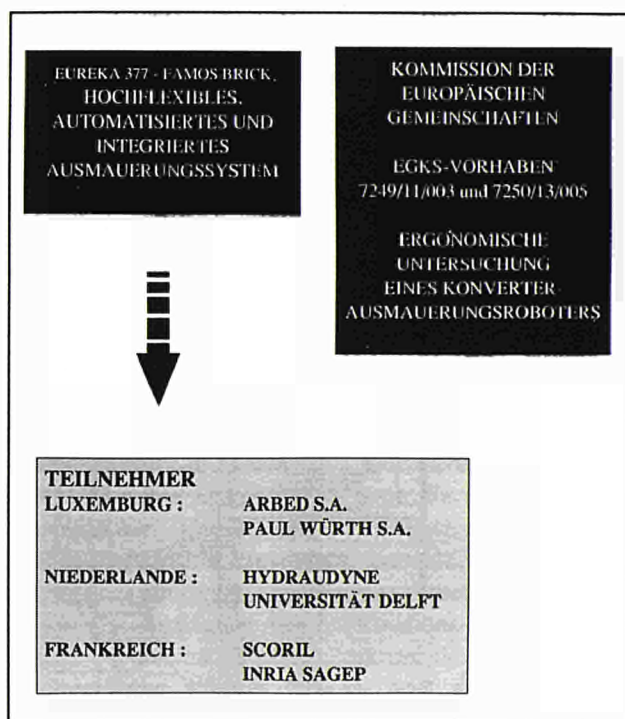 EUREKA 377 - FAMOS BRICK,
HOCHFLEXIBLES,
AUTOMATISIERTES UND
INTEGRIERTES
AUSMAUERUNGSSYSTEM
KOMMISSION DER
EUROPÄISCHEN
GEMEINSCHAFTEN
EGKS-VORHABEN
7249/11/003 und 7250/13/005
ERGONOMISCHE
UNTERSUCHUNG
EINES KONVERTER-
AUSMAUERUNGSROBOTERS
TEILNEHMER
LUXEMBURG : ARBED S.A.
PAUL WÜRTH S.A.
NIEDERLANDE : HYDRAUDYNE
UNIVERSITÄT DELFT
FRANKREICH : SCORIL
INRIA SAGEP